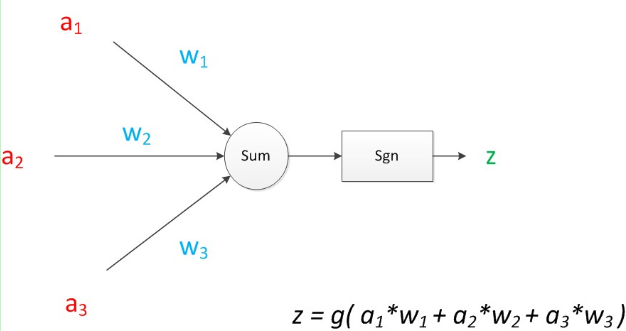 a₁
w₁
w₂
a₂
Sum
Sgn
z
w₃
a₃
z = g( a₁*w₁ + a₂*w₂ + a₃*w₃ )